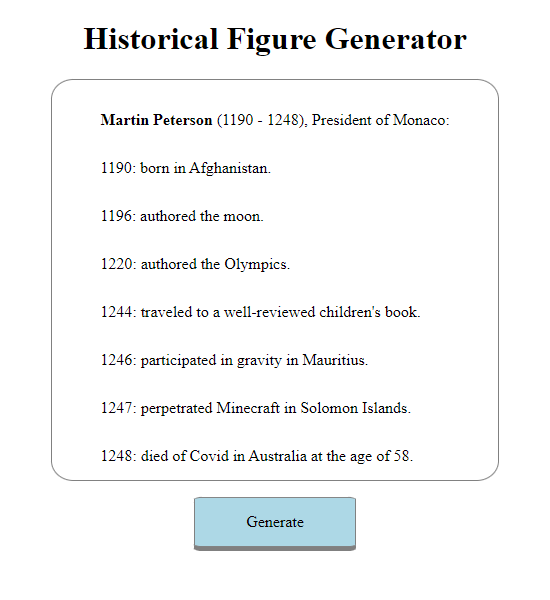 Historical Figure Generator
Martin Peterson (1190 - 1248), President of Monaco:
1190: born in Afghanistan.
1196: authored the moon.
1220: authored the Olympics.
1244: traveled to a well-reviewed children's book.
1246: participated in gravity in Mauritius.
1247: perpetrated Minecraft in Solomon Islands.
1248: died of Covid in Australia at the age of 58.
Generate